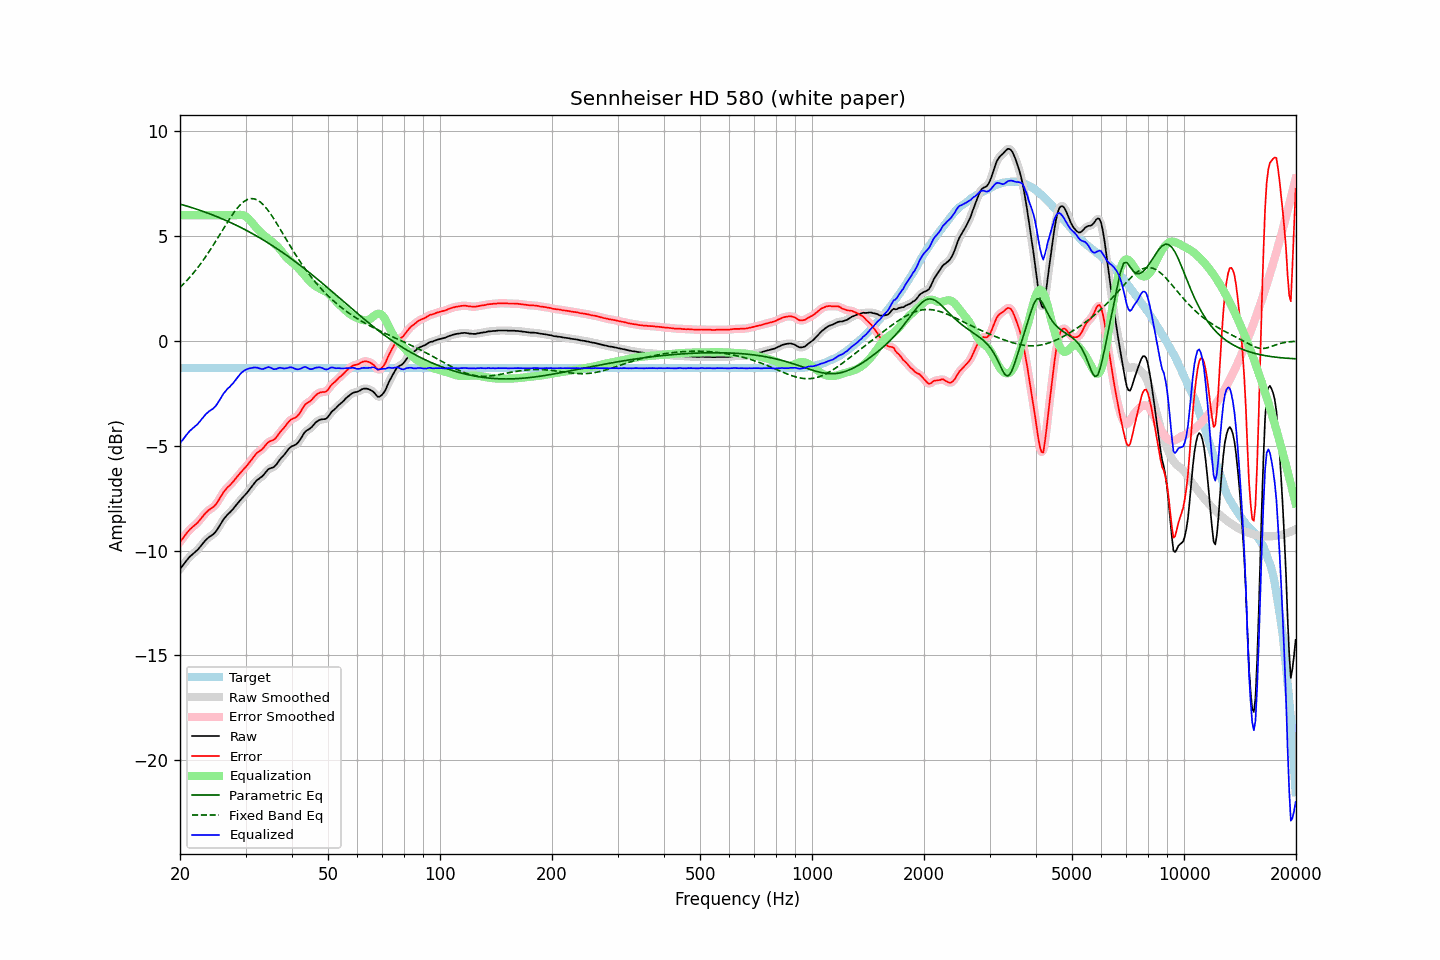 Sennheiser HD 580 (white paper)
10
5
0
−5
−10
−15
−20
Amplitude (dBr)
Target
Raw Smoothed
Error Smoothed
Raw
Error
Equalization
Parametric Eq
Fixed Band Eq
Equalized
20 50 100 200 500 1000 2000 5000 10000 20000
Frequency (Hz)